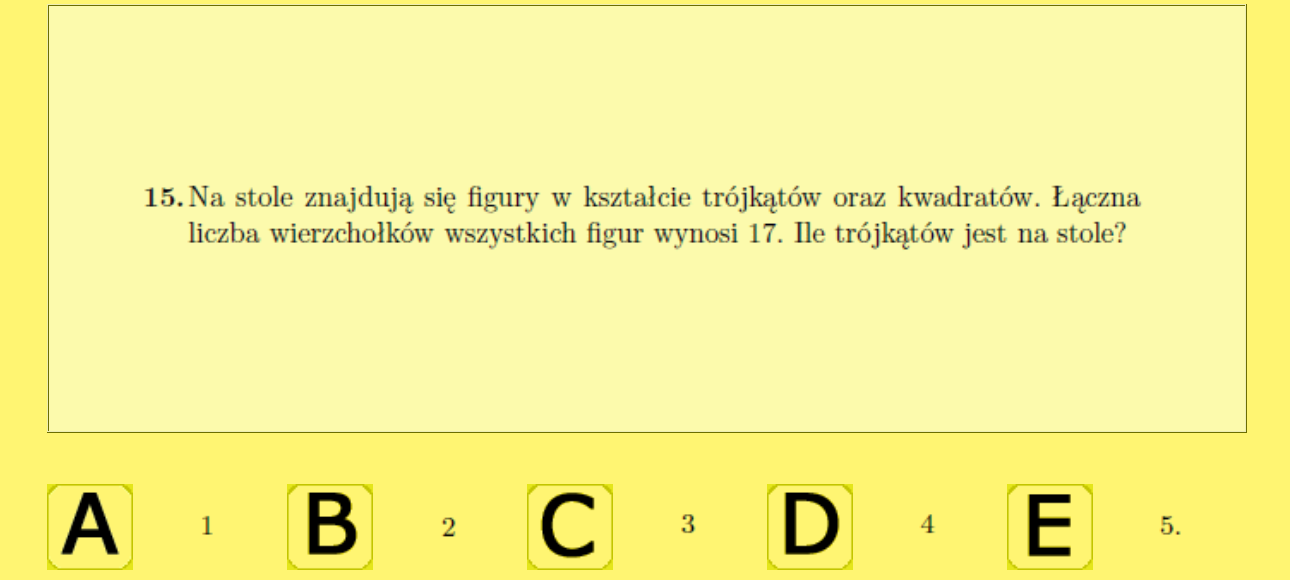 15. Na stole znajdują się figury w kształcie trójkątów oraz kwadratów. Łączna
liczba wierzchołków wszystkich figur wynosi 17. Ile trójkątów jest na stole?
A 1 B 2 C 3 D 4 E 5.